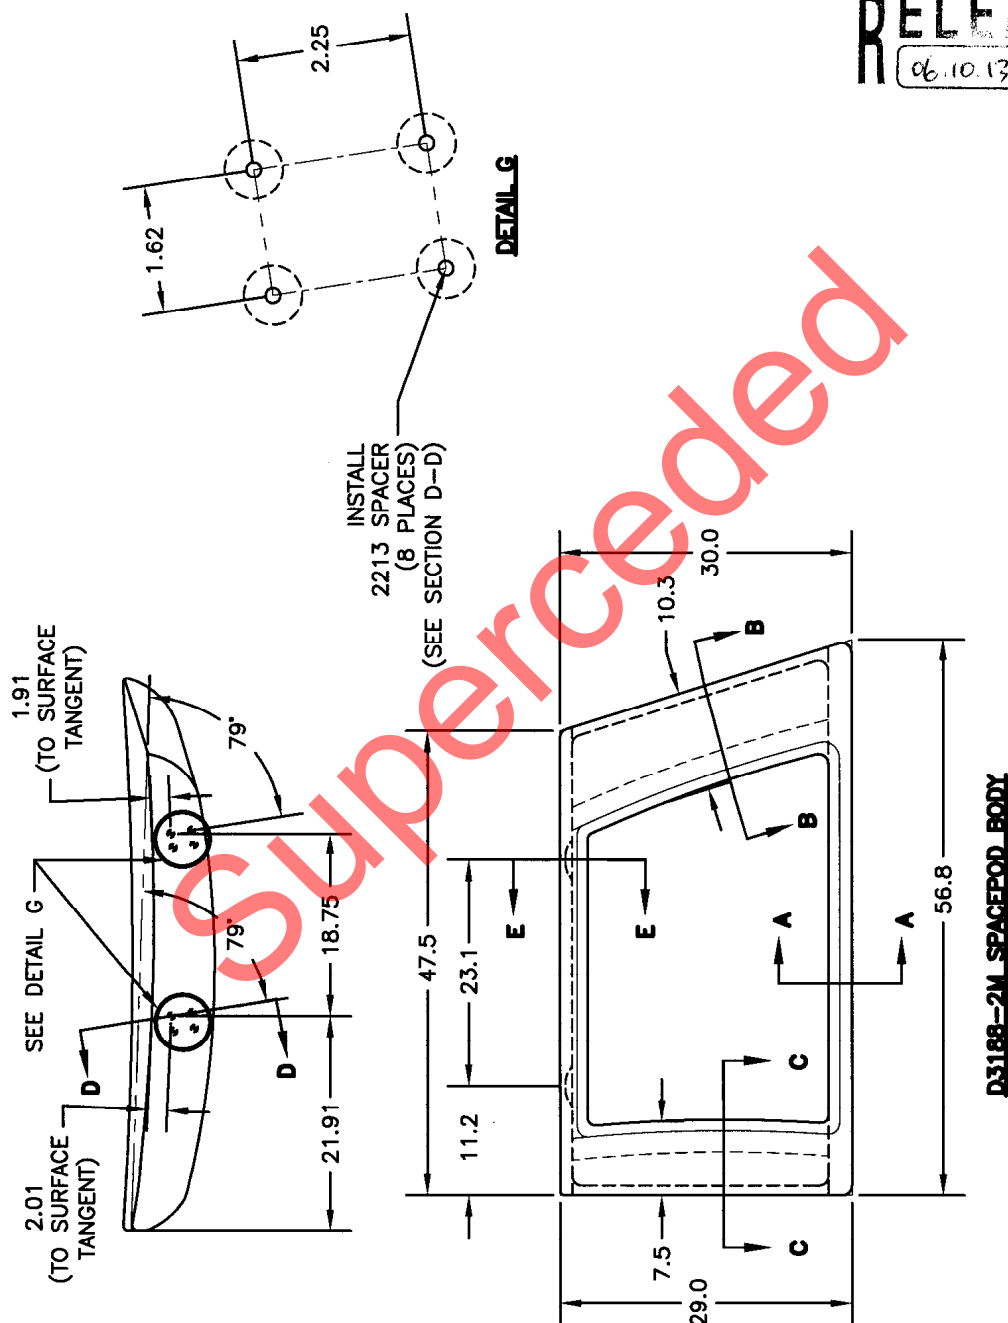 RELE
06.10.13
2.25
1.62
DETAIL G
INSTALL
2213 SPACER
(8 PLACES)
(SEE SECTION D-D)
1.91
(TO SURFACE
TANGENT)
SEE DETAIL G
2.01
(TO SURFACE
TANGENT)
79°
79°
D
D
18.75
21.91
47.5
23.1
11.2
E
E
10.3
30.0
B
B
A
A
C
C
7.5
29.0
56.8
D3188-2M SPACEPOD BODY
Superceded